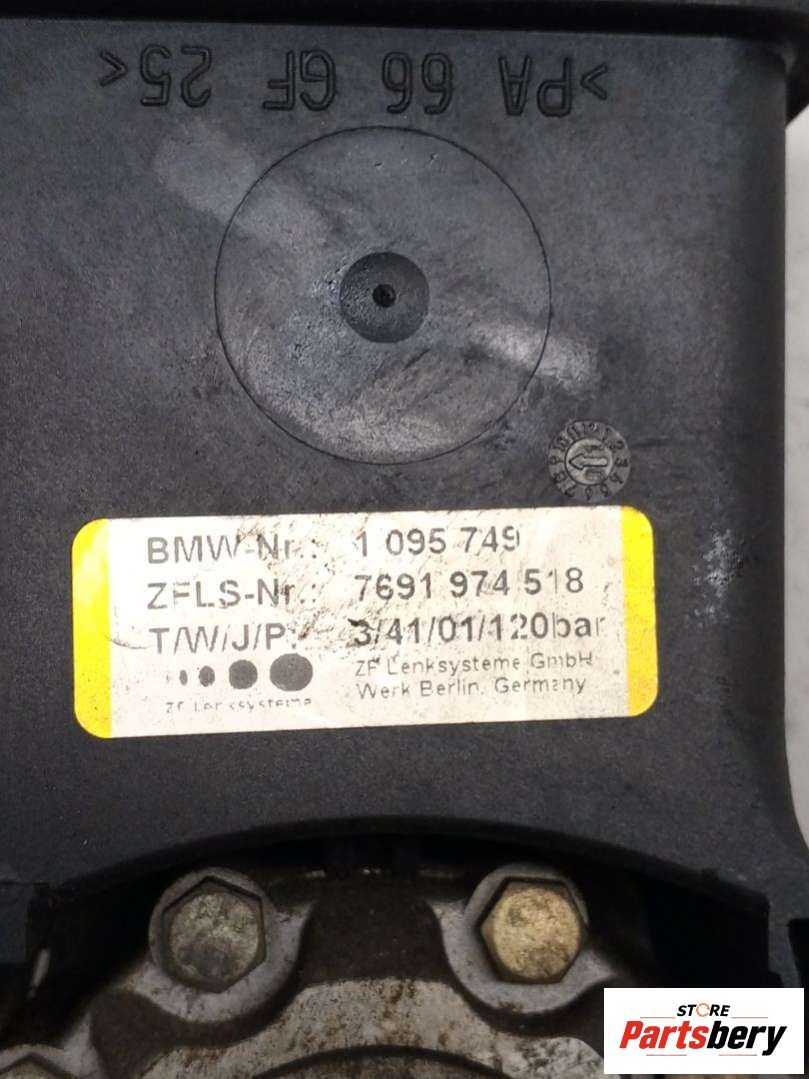 >PA 66 GF 25<
BMW-Nr.: 1 095 749
ZFLS-Nr.: 7691 974 518
T/W/J/P: 3/41/01/120bar
ZF Lenksysteme GmbH
Werk Berlin, Germany
ZF Lenksysteme
STORE
Partsbery